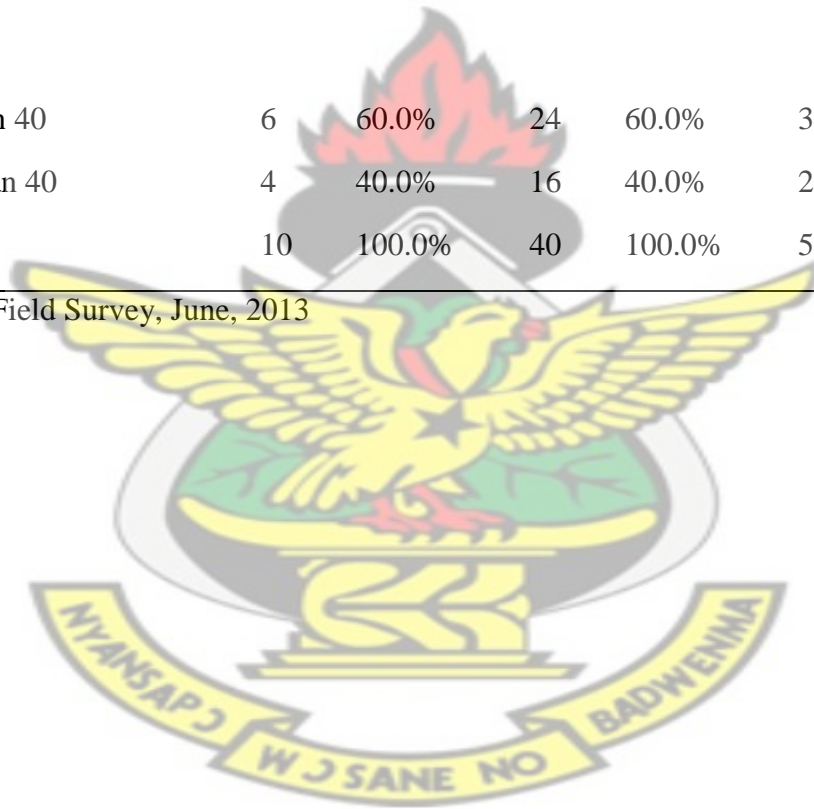 n 40 6 60.0% 24 60.0% 3
an 40 4 40.0% 16 40.0% 2
10 100.0% 40 100.0% 5
Field Survey, June, 2013
NYANSAPƆ WƆSANE NO BADWENMA